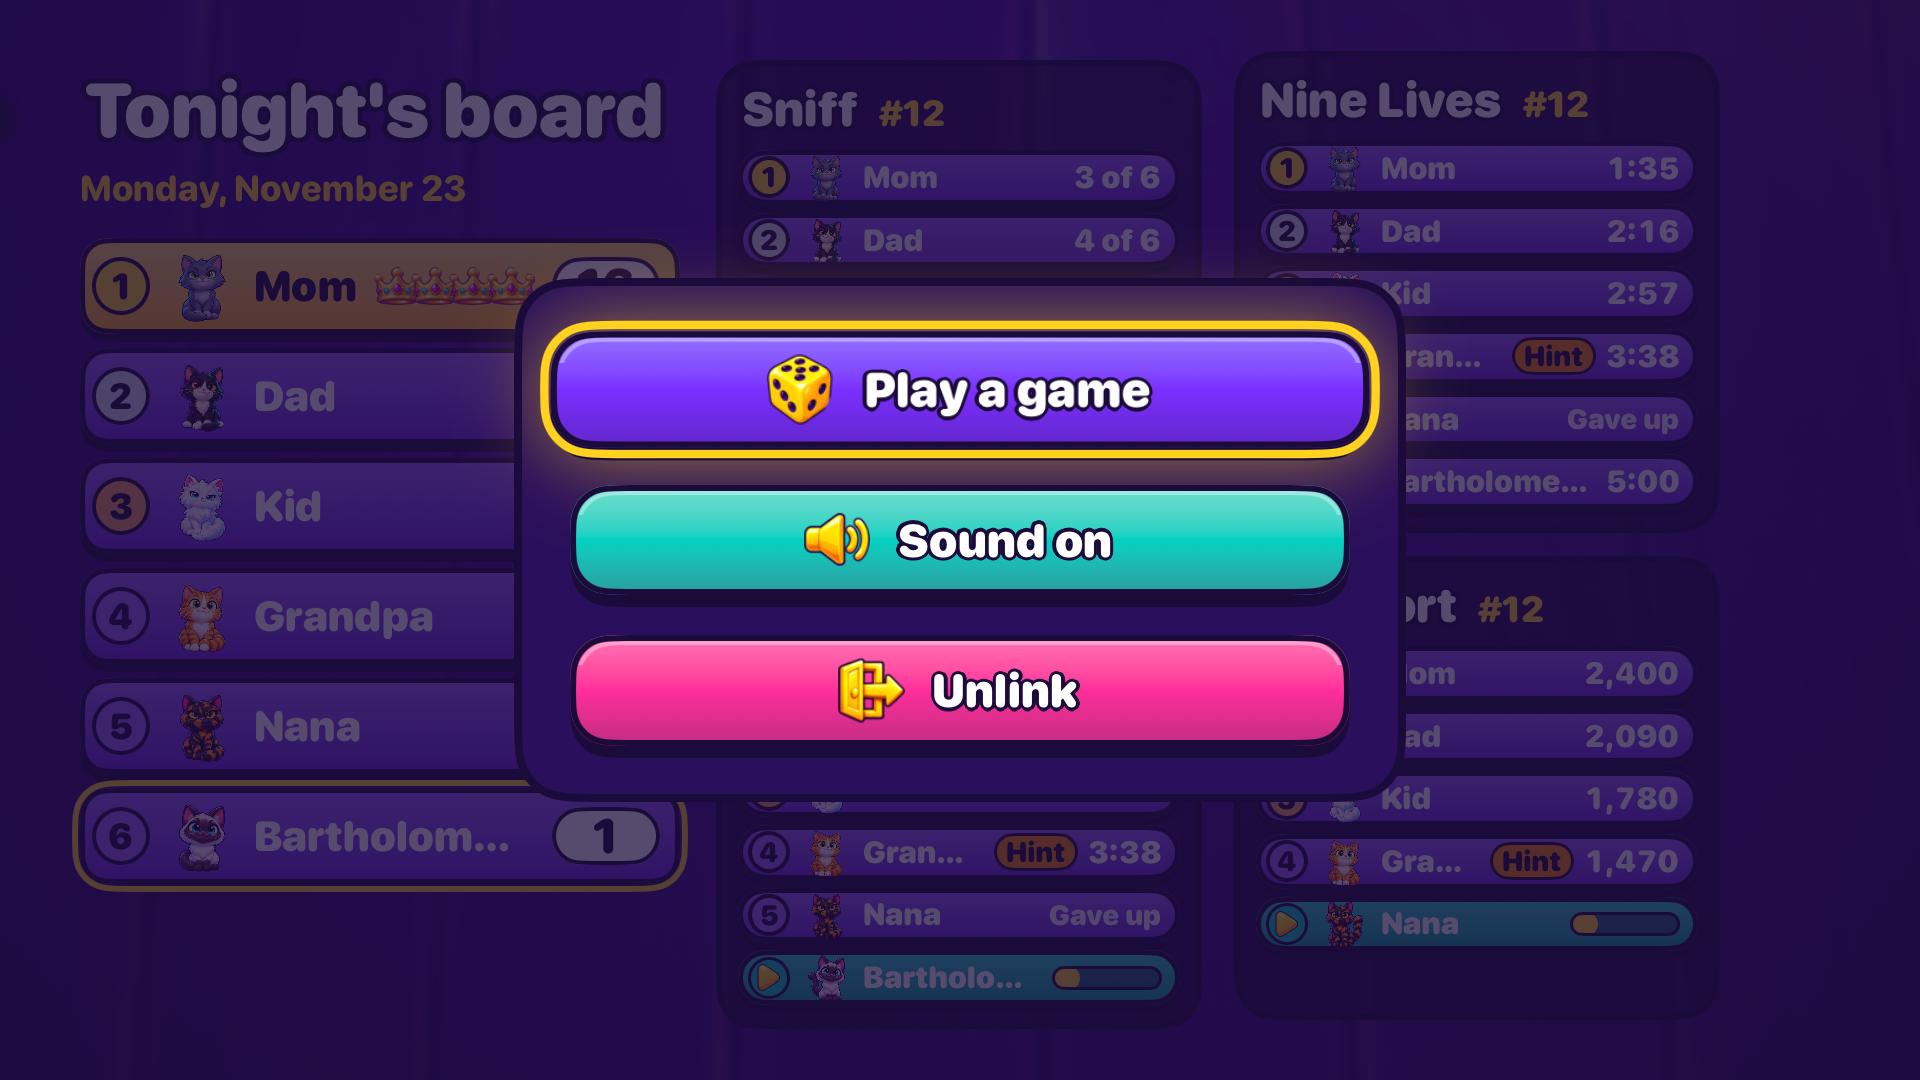 Tonight's board
Monday, November 23
1 Mom
2 Dad
3 Kid
4 Grandpa
5 Nana
6 Bartholom... 1
Sniff #12
1 Mom 3 of 6
2 Dad 4 of 6
4 Gran... Hint 3:38
5 Nana Gave up
Bartholo...
Nine Lives #12
1 Mom 1:35
2 Dad 2:16
Kid 2:57
Hint 3:38
Gave up
5:00
#12
2,400
2,090
Kid 1,780
4 Gra... Hint 1,470
Nana
Play a game
Sound on
Unlink